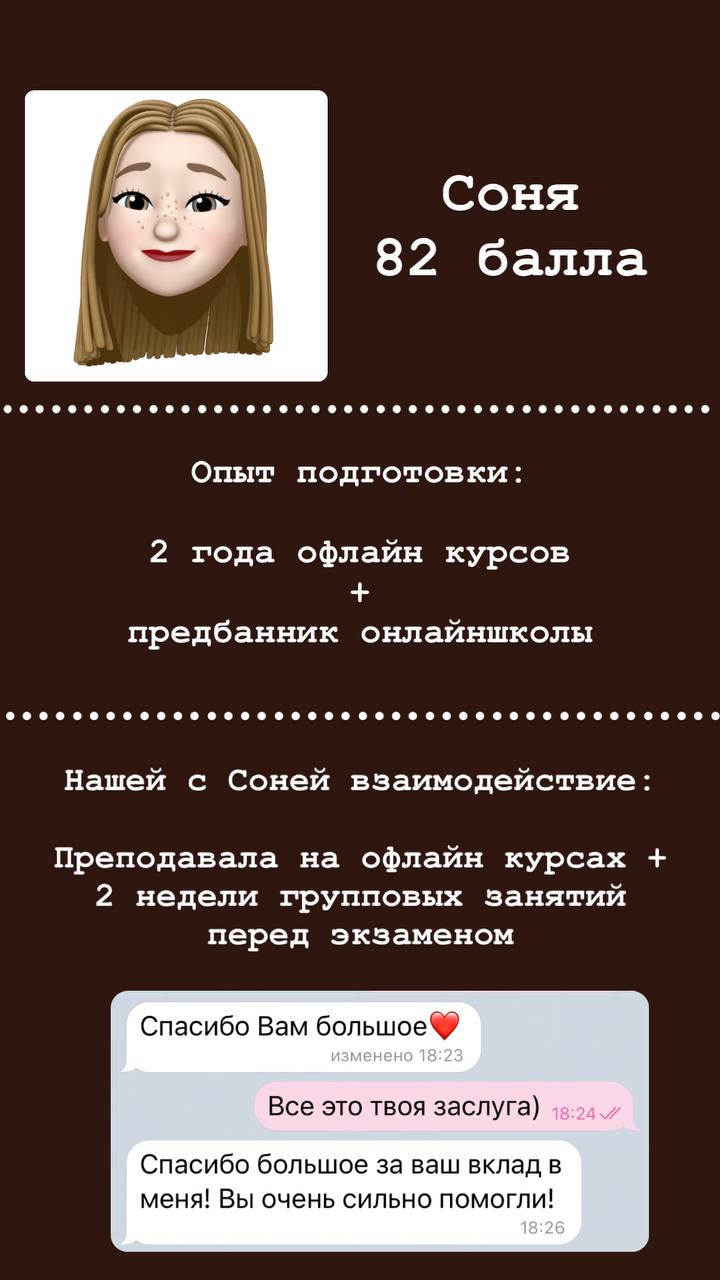 Соня
82 балла
Опыт подготовки:
2 года офлайн курсов
+
предбанник онлайншколы
Нашей с Соней взаимодействие:
Преподавала на офлайн курсах +
2 недели групповых занятий
перед экзаменом
Спасибо Вам большое❤️
изменено 18:23
Все это твоя заслуга) 18:24
Спасибо большое за ваш вклад в
меня! Вы очень сильно помогли!
18:26